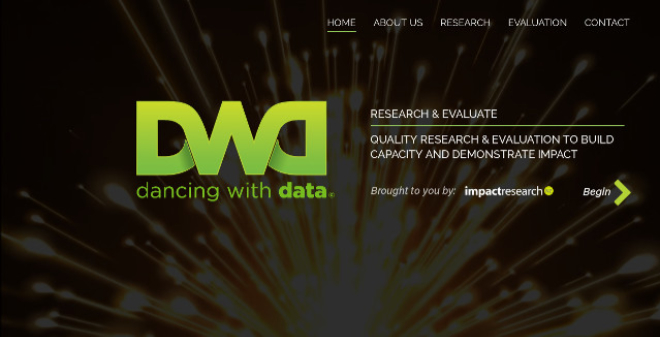 HOME ABOUT US RESEARCH EVALUATION CONTACT
DWD
dancing with data®
RESEARCH & EVALUATE
QUALITY RESEARCH & EVALUATION TO BUILD
CAPACITY AND DEMONSTRATE IMPACT
Brought to you by: impactresearch Begin